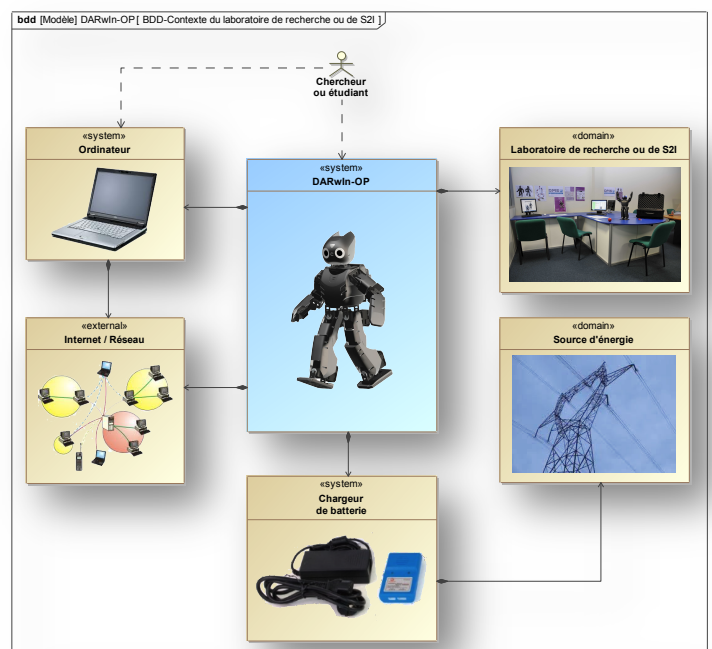 bdd [Modèle] DARwIn-OP [ BDD-Contexte du laboratoire de recherche ou de S2I ]
Chercheur
ou étudiant
«system»
Ordinateur
«system»
DARwIn-OP
«domain»
Laboratoire de recherche ou de S2I
«external»
Internet / Réseau
«domain»
Source d'énergie
«system»
Chargeur
de batterie